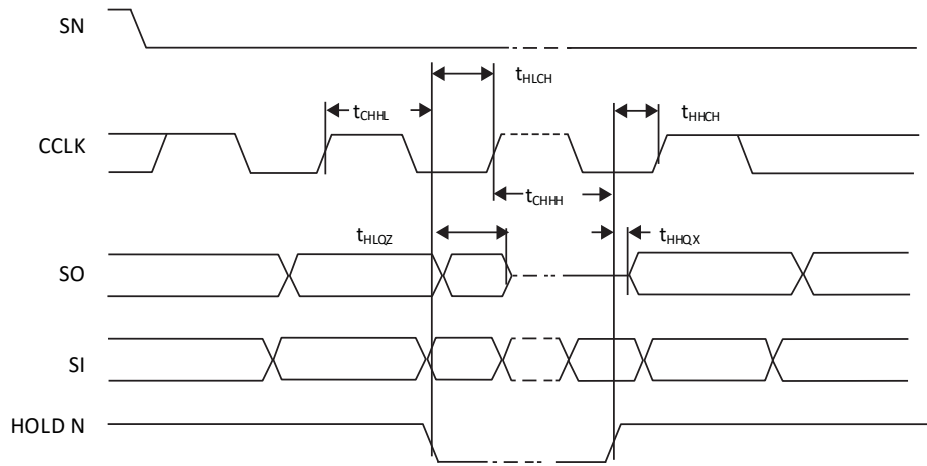 SN
tHLCH
tCHHL
tHHCH
CCLK
tCHHH
tHLQZ
tHHQX
SO
SI
HOLD N